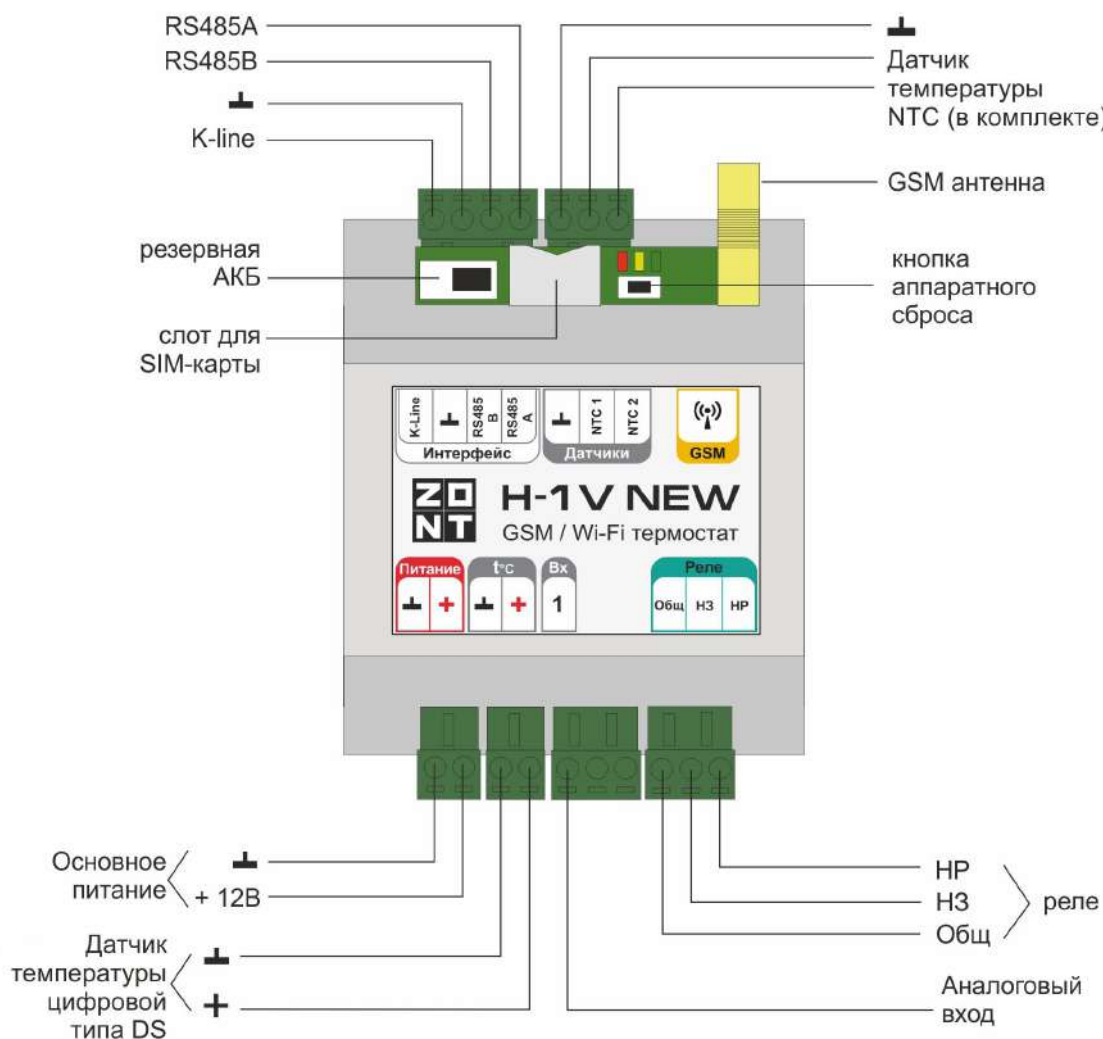 RS485A
RS485B
K-line
резервная
АКБ
слот для
SIM-карты
Датчик
температуры
NTC (в комплекте)
GSM антенна
кнопка
аппаратного
сброса
K-Line
RS485
B
RS485
A
Интерфейс
NTC 1
NTC 2
Датчики
GSM
ZONT
H-1V NEW
GSM / Wi-Fi термостат
Питание
+
t°C
+
Вх
1
Реле
Общ
НЗ
НР
Основное
питание
+ 12В
Датчик
температуры
цифровой
типа DS
+
НР
НЗ
Общ
реле
Аналоговый
вход